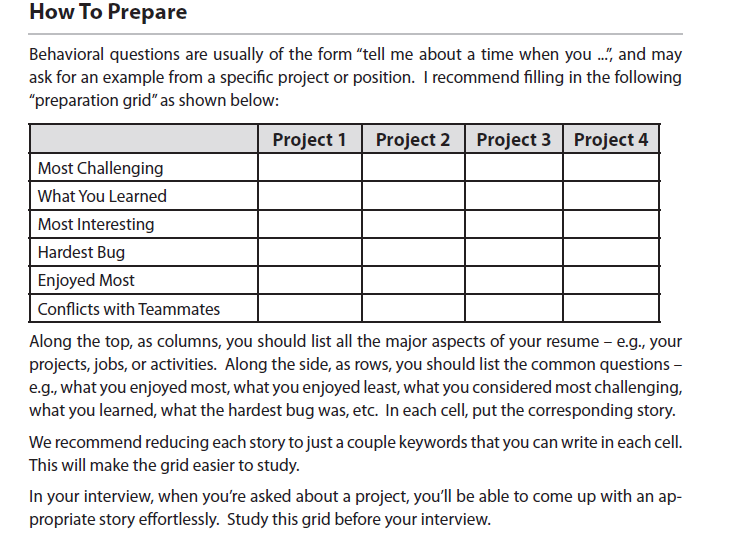 How To Prepare
Behavioral questions are usually of the form “tell me about a time when you ...”, and may
ask for an example from a specific project or position.  I recommend filling in the following
“preparation grid” as shown below:
Project 1 Project 2 Project 3 Project 4
Most Challenging
What You Learned
Most Interesting
Hardest Bug
Enjoyed Most
Conflicts with Teammates
Along the top, as columns, you should list all the major aspects of your resume – e.g., your
projects, jobs, or activities.  Along the side, as rows, you should list the common questions –
e.g., what you enjoyed most, what you enjoyed least, what you considered most challenging,
what you learned, what the hardest bug was, etc.  In each cell, put the corresponding story.
We recommend reducing each story to just a couple keywords that you can write in each cell.
This will make the grid easier to study.
In your interview, when you’re asked about a project, you’ll be able to come up with an ap-
propriate story effortlessly.  Study this grid before your interview.